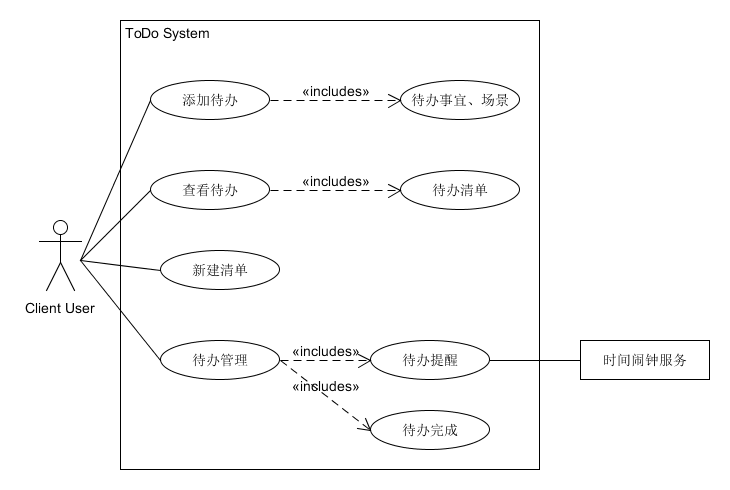 ToDo System
添加待办
«includes»
待办事宜、场景
查看待办
«includes»
待办清单
新建清单
Client User
待办管理
«includes»
待办提醒
时间闹钟服务
«includes»
待办完成